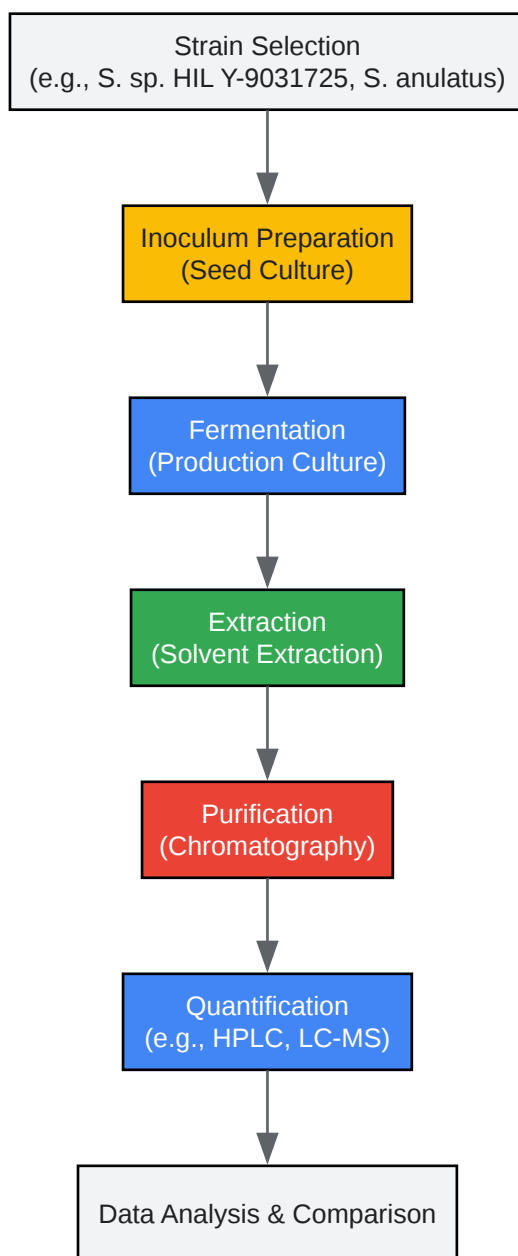 Strain Selection
(e.g., S. sp. HIL Y-9031725, S. anulatus)
Inoculum Preparation
(Seed Culture)
Fermentation
(Production Culture)
Extraction
(Solvent Extraction)
Purification
(Chromatography)
Quantification
(e.g., HPLC, LC-MS)
Data Analysis & Comparison